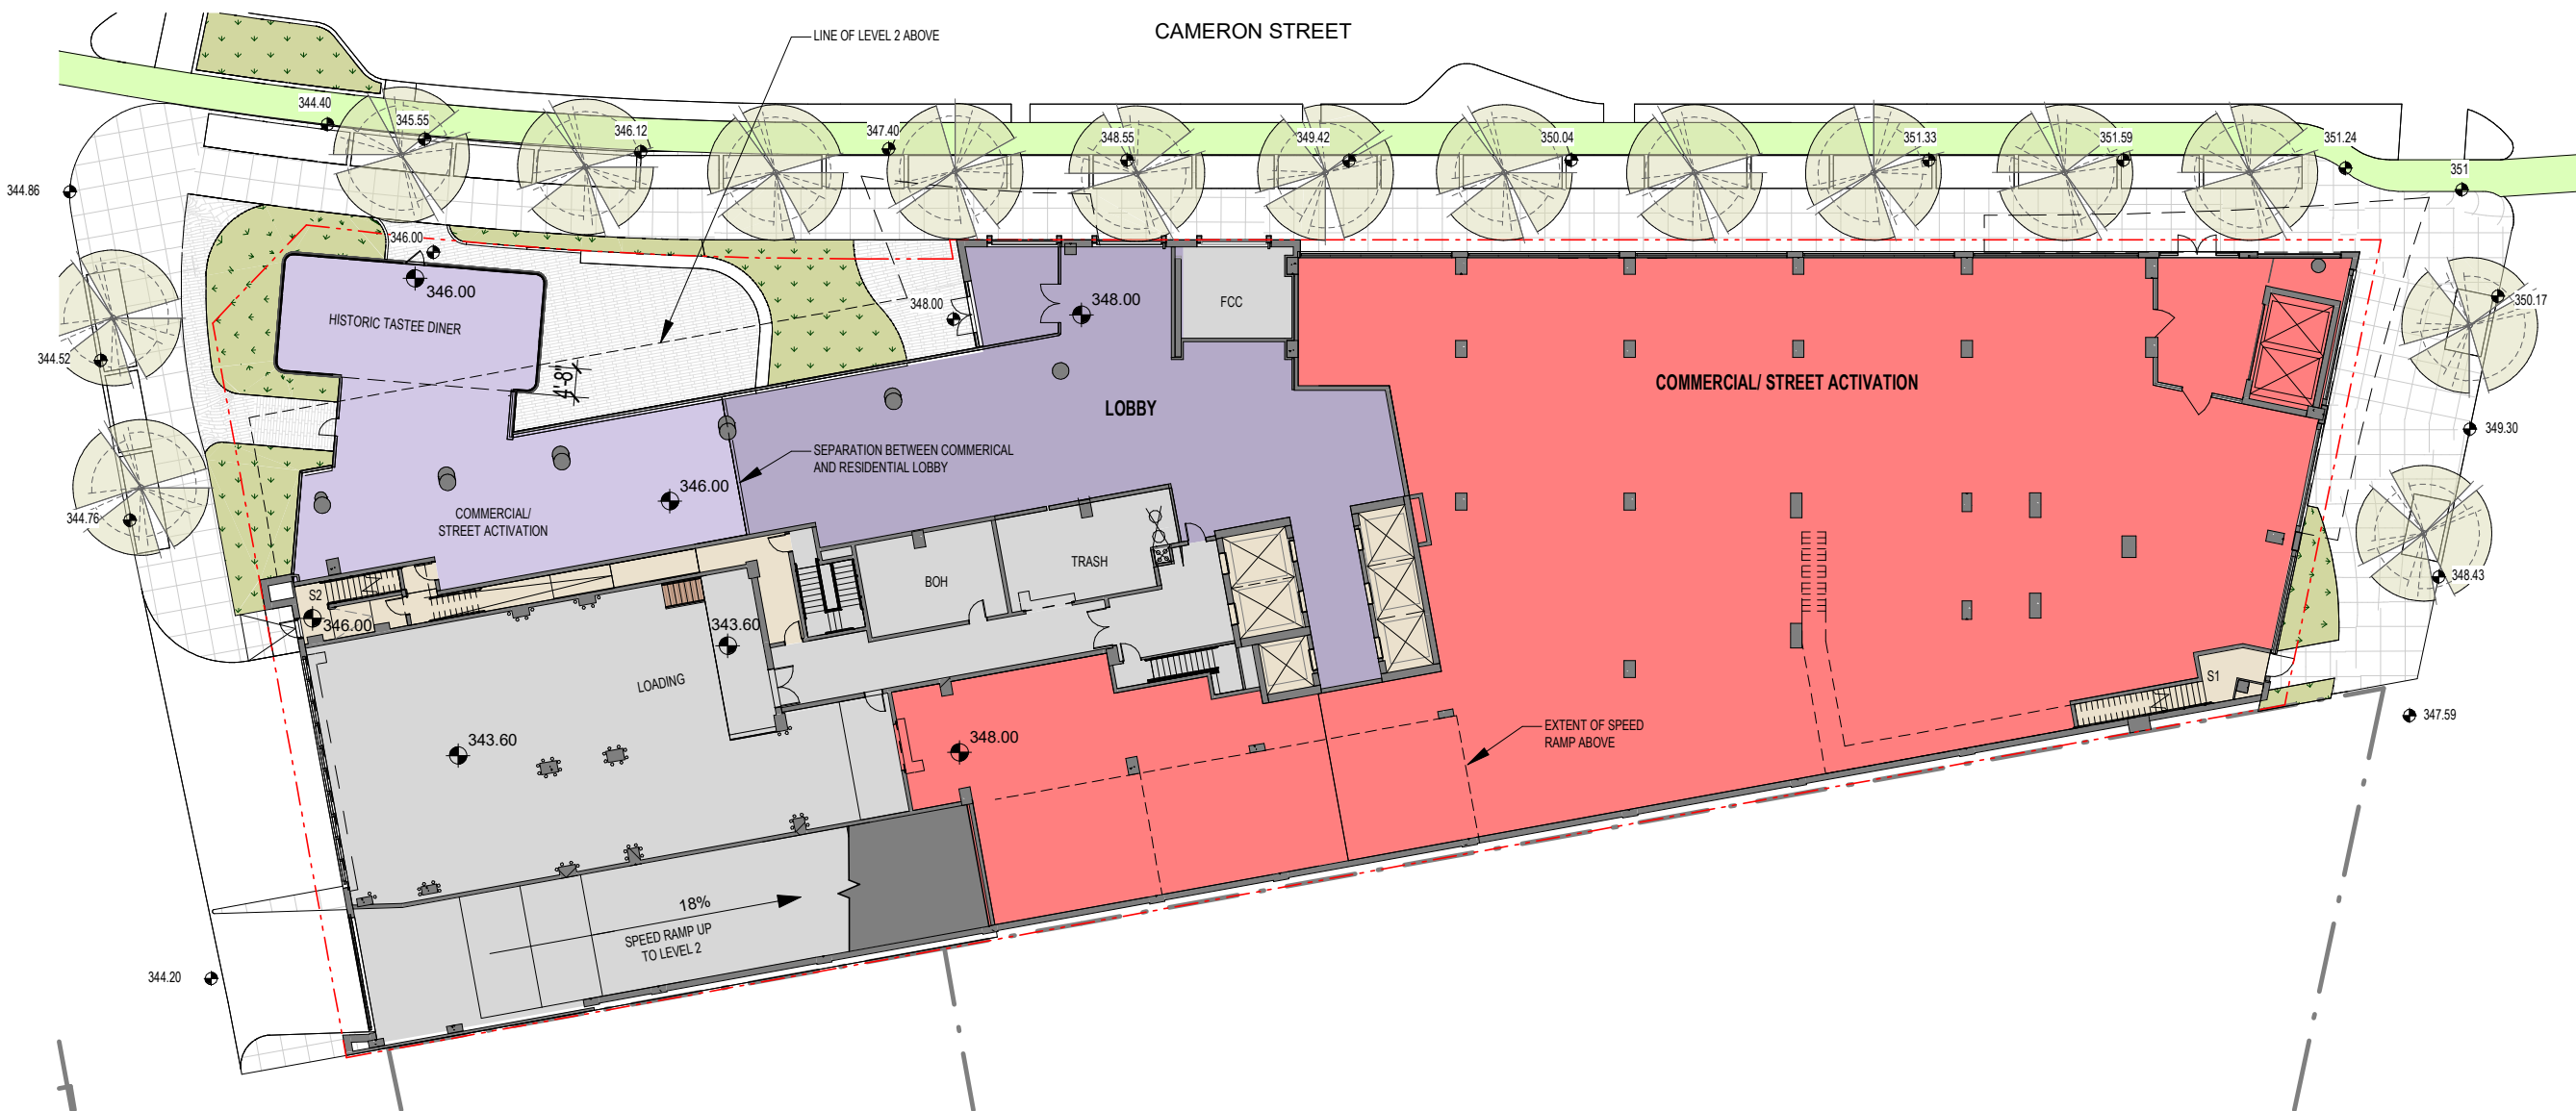 CAMERON STREET
LINE OF LEVEL 2 ABOVE
344.40
345.55
346.12
347.40
348.55
349.42
350.04
351.33
351.59
351.24
351
344.86
346.00
346.00
348.00
348.00
FCC
350.17
HISTORIC TASTEE DINER
344.52
4'-8"
LOBBY
COMMERCIAL/ STREET ACTIVATION
349.30
SEPARATION BETWEEN COMMERICAL
AND RESIDENTIAL LOBBY
346.00
COMMERCIAL/
STREET ACTIVATION
344.76
TRASH
BOH
348.43
S2
346.00
343.60
LOADING
S1
347.59
EXTENT OF SPEED
RAMP ABOVE
343.60
348.00
18%
SPEED RAMP UP
TO LEVEL 2
344.20